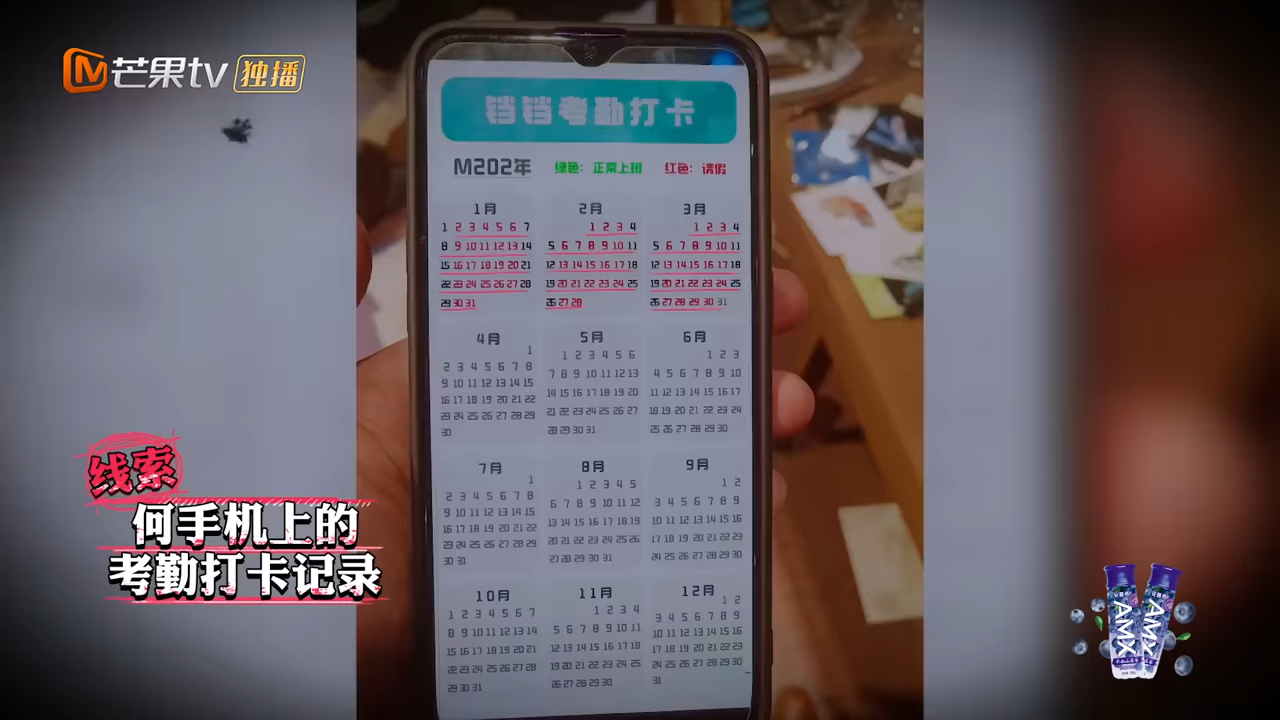 芒果tv 独播
铛铛考勤打卡
M202年 绿色：正常上班 红色：请假
1月
1 2 3 4 5 6 7
8 9 10 11 12 13 14
15 16 17 18 19 20 21
22 23 24 25 26 27 28
29 30 31
2月
1 2 3 4
5 6 7 8 9 10 11
12 13 14 15 16 17 18
19 20 21 22 23 24 25
26 27 28
3月
1 2 3 4
5 6 7 8 9 10 11
12 13 14 15 16 17 18
19 20 21 22 23 24 25
26 27 28 29 30 31
4月
1
2 3 4 5 6 7 8
9 10 11 12 13 14 15
16 17 18 19 20 21 22
23 24 25 26 27 28 29
30
5月
1 2 3 4 5 6
7 8 9 10 11 12 13
14 15 16 17 18 19 20
21 22 23 24 25 26 27
28 29 30 31
6月
1 2 3
4 5 6 7 8 9 10
11 12 13 14 15 16 17
18 19 20 21 22 23 24
25 26 27 28 29 30
7月
1
2 3 4 5 6 7 8
9 10 11 12 13 14 15
16 17 18 19 20 21 22
23 24 25 26 27 28 29
30 31
8月
1 2 3 4 5
6 7 8 9 10 11 12
13 14 15 16 17 18 19
20 21 22 23 24 25 26
27 28 29 30 31
9月
1 2
3 4 5 6 7 8 9
10 11 12 13 14 15 16
17 18 19 20 21 22 23
24 25 26 27 28 29 30
10月
1 2 3 4 5 6 7
8 9 10 11 12 13 14
15 16 17 18 19 20 21
22 23 24 25 26 27 28
29 30 31
11月
1 2 3 4
5 6 7 8 9 10 11
12 13 14 15 16 17 18
19 20 21 22 23 24 25
26 27 28 29 30
12月
1 2
3 4 5 6 7 8 9
10 11 12 13 14 15 16
17 18 19 20 21 22 23
24 25 26 27 28 29 30
31
线索
何手机上的
考勤打卡记录
AMX
AMX